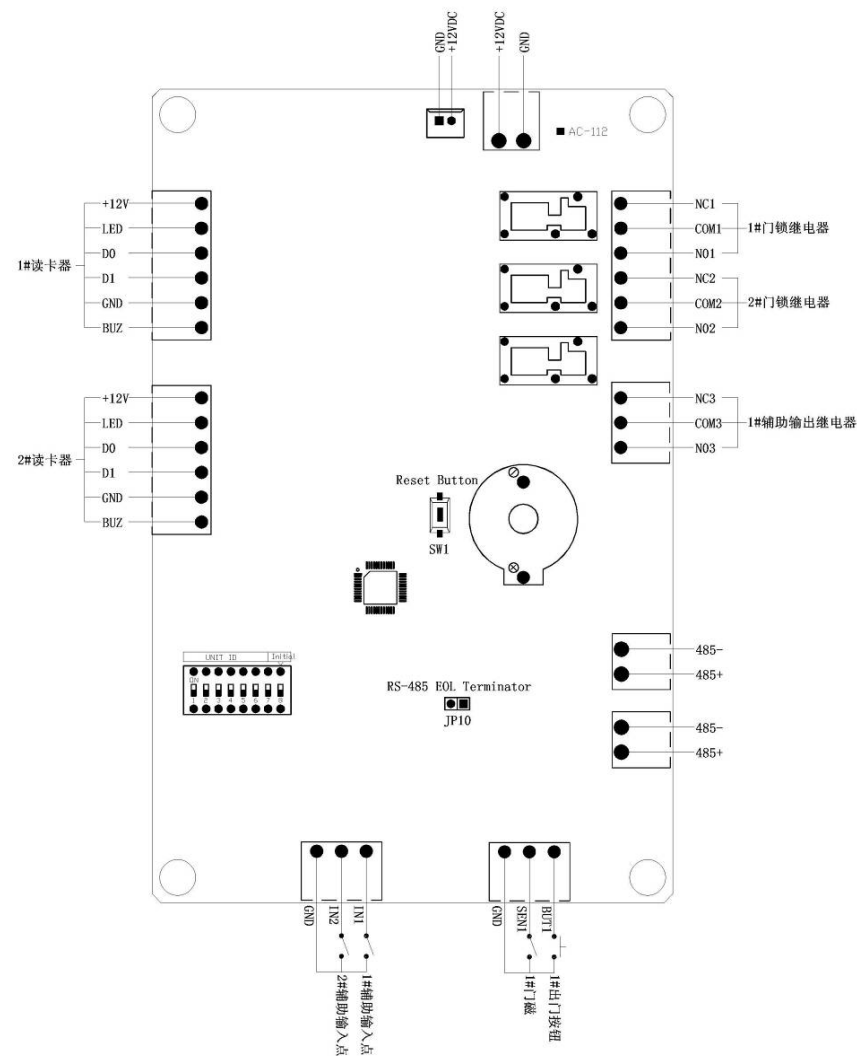 GND
+12VDC
+12VDC
GND
■ AC-112
1#读卡器
+12V
LED
D0
D1
GND
BUZ
NC1
COM1
NO1
NC2
COM2
NO2
1#门锁继电器
2#门锁继电器
2#读卡器
+12V
LED
D0
D1
GND
BUZ
NC3
COM3
NO3
1#辅助输出继电器
Reset Button
SW1
UNIT ID Initial
ON
1 2 3 4 5 6 7 8
RS-485 EOL Terminator
JP10
485-
485+
485-
485+
GND
IN2
IN1
2#辅助输入点
1#辅助输入点
GND
SEN1
BUT1
1#门磁
1#出门按钮